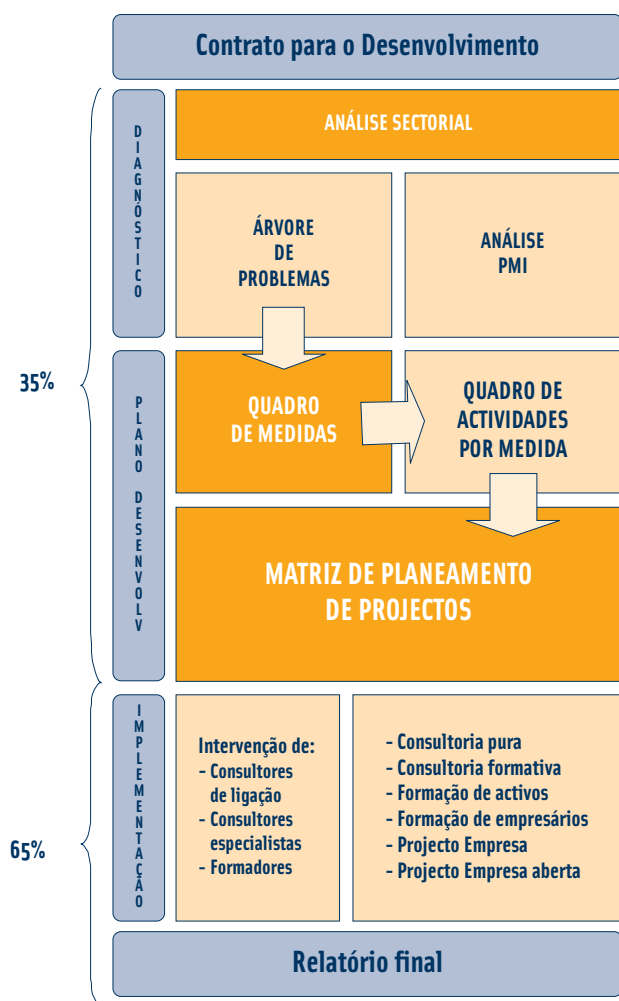 Contrato para o Desenvolvimento
DIAGNÓSTICO
ANÁLISE SECTORIAL
ÁRVORE
DE
PROBLEMAS
ANÁLISE
PMI
35%
PLANO DESENVOLV
QUADRO
DE MEDIDAS
QUADRO DE
ACTIVIDADES
POR MEDIDA
MATRIZ DE PLANEAMENTO
DE PROJECTOS
65%
IMPLEMENTAÇÃO
Intervenção de:
- Consultores
de ligação
- Consultores
especialistas
- Formadores
- Consultoria pura
- Consultoria formativa
- Formação de activos
- Formação de empresários
- Projecto Empresa
- Projecto Empresa aberta
Relatório final